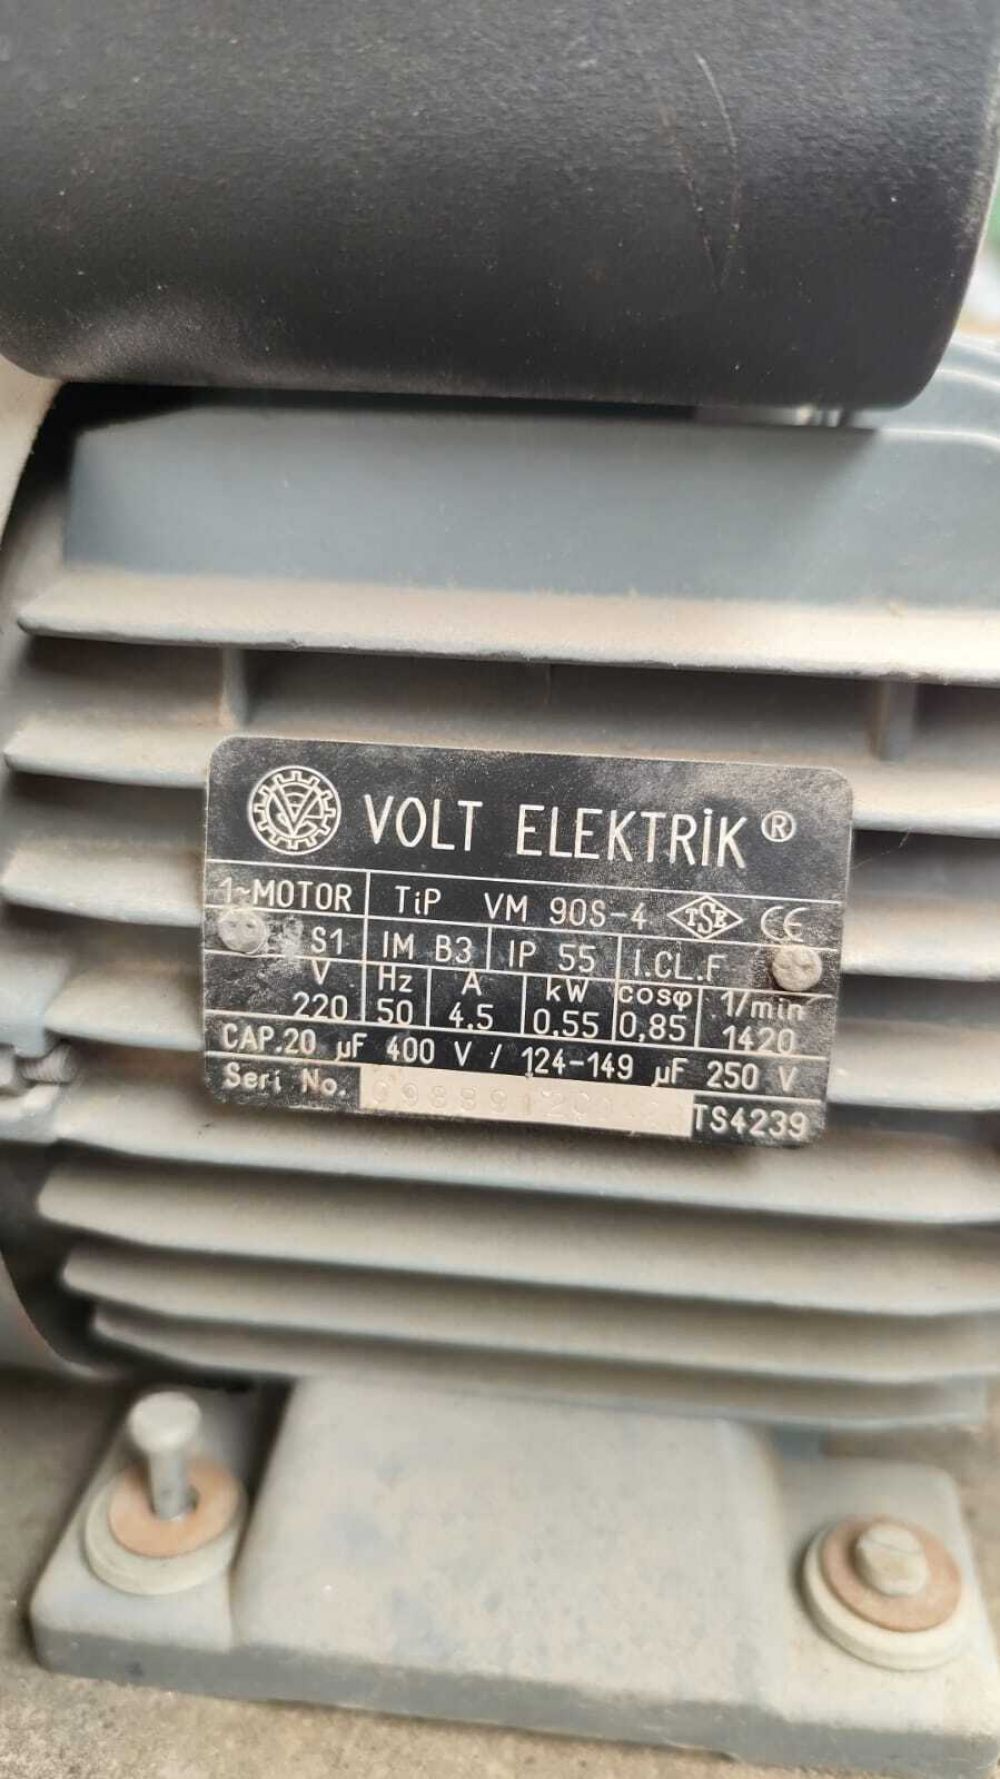 VOLT ELEKTRİK ®
1~MOTOR TiP VM 90S-4 TSE CE
S1 IM B3 IP 55 I.CL.F
V Hz A kW cosφ 1/min
220 50 4.5 0.55 0,85 1420
CAP.20 µF 400 V / 124-149 µF 250 V
Seri No. TS4239